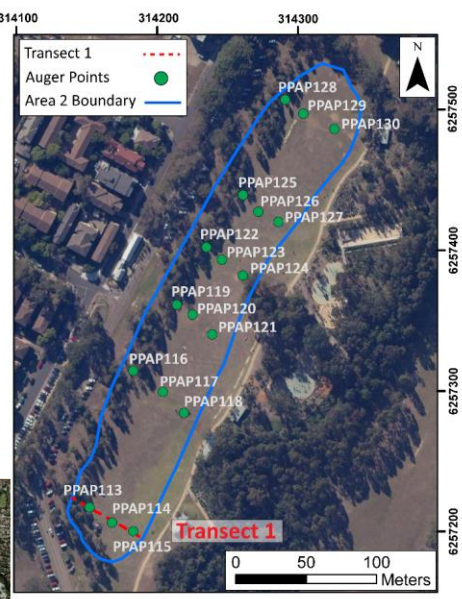 314100 314200 314300
Transect 1
Auger Points
Area 2 Boundary
N
PPAP128
PPAP129
PPAP130
6257500
PPAP125
PPAP126
PPAP127
PPAP122
PPAP123
PPAP124
6257400
PPAP119
PPAP120
PPAP121
PPAP116
PPAP117
PPAP118
6257300
PPAP113
PPAP114
PPAP115
Transect 1
6257200
0 50 100
Meters